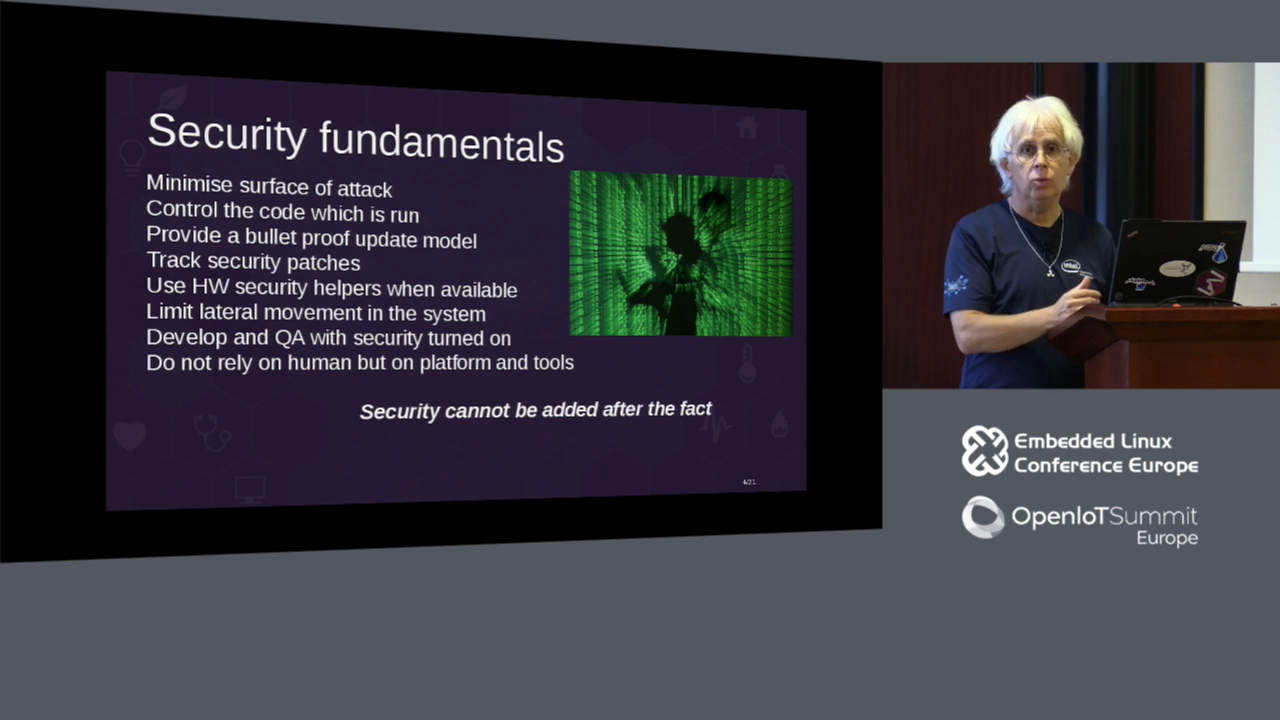 Security fundamentals
Minimise surface of attack
Control the code which is run
Provide a bullet proof update model
Track security patches
Use HW security helpers when available
Limit lateral movement in the system
Develop and QA with security turned on
Do not rely on human but on platform and tools
Security cannot be added after the fact
4/21
intel
Embedded Linux
Conference Europe
OpenIoTSummit
Europe